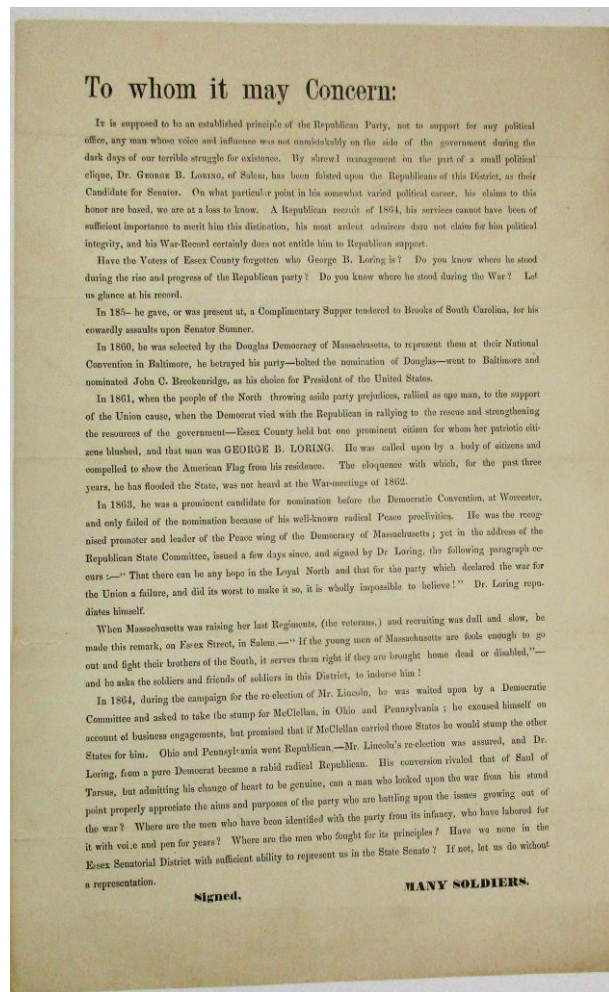 To whom it may Concern:
It is supposed to be an established principle of the Republican Party, not to support for any political
office, any man whose voice and influence was not unmistakably on the side of the government during the
dark days of our terrible struggle for existence. By shrewd management on the part of a small political
clique, Dr. GEORGE B. LORING, of Salem, has been foisted upon the Republicans of this District, as their
Candidate for Senator. On what particular point in his somewhat varied political career, his claims to this
honor are based, we are at a loss to know. A Republican recruit of 1864, his services cannot have been of
sufficient importance to merit him this distination, his most ardent admirers dare not claim for him political
integrity, and his War-Record certainly does not entitle him to Republican support.
Have the Voters of Essex County forgotten who George B. Loring is? Do you know where he stood
during the rise and progress of the Republican party? Do you know where he stood during the War? Let
us glance at his record.
In 185– he gave, or was present at, a Complimentary Supper tendered to Brooks of South Carolina, for his
cowardly assaults upon Senator Sumner.
In 1860, he was selected by the Douglas Democracy of Massachusetts, to represent them at their National
Convention in Baltimore, he betrayed his party—bolted the nomination of Douglas—went to Baltimore and
nominated John C. Breckenridge, as his choice for President of the United States.
In 1861, when the people of the North throwing aside party prejudices, rallied as one man, to the support
of the Union cause, when the Democrat vied with the Republican in rallying to the rescue and strengthening
the resources of the government—Essex County held but one prominent citizen for whom her patriotic citi-
zens blushed, and that man was GEORGE B. LORING. He was called upon by a body of citizens and
compelled to show the American Flag from his residence. The eloquence with which, for the past three
years, he has flooded the State, was not heard at the War-meetings of 1862.
In 1863, he was a prominent candidate for nomination before the Democratic Convention, at Worcester,
and only failed of the nomination because of his well-known radical Peace proclivities. He was the recog-
nised promoter and leader of the Peace wing of the Democracy of Massachusetts; yet in the address of the
Republican State Committee, issued a few days since, and signed by Dr Loring, the following paragraph oc-
curs :—"That there can be any hope in the Loyal North and that for the party which declared the war for
the Union a failure, and did its worst to make it so, it is wholly impossible to believe!" Dr. Loring repu-
diates himself.
When Massachusetts was raising her last Regiments, (the veterans,) and recruiting was dull and slow, he
made this remark, on Essex Street, in Salem.—"If the young men of Massachusetts are fools enough to go
out and fight their brothers of the South, it serves them right if they are brought home dead or disabled,"—
and he asks the soldiers and friends of soldiers in this District, to indorse him!
In 1864, during the campaign for the re-election of Mr. Lincoln, he was waited upon by a Democratic
Committee and asked to take the stump for McClellan, in Ohio and Pennsylvania; he excused himself on
account of business engagements, but promised that if McClellan carried those States he would stump the other
States for him. Ohio and Pennsylvania went Republican,—Mr. Lincoln's re-election was assured, and Dr.
Loring, from a pure Democrat became a rabid radical Republican. His conversion rivaled that of Saul of
Tarsus, but admitting his change of heart to be genuine, can a man who looked upon the war from his stand
point properly appreciate the aims and purposes of the party who are battling upon the issues growing out of
the war? Where are the men who have been identified with the party from its infancy, who have labored for
it with voice and pen for years? Where are the men who fought for its principles? Have we none in the
Essex Senatorial District with sufficient ability to represent us in the State Senate? If not, let us do without
a representation.
Signed, MANY SOLDIERS.